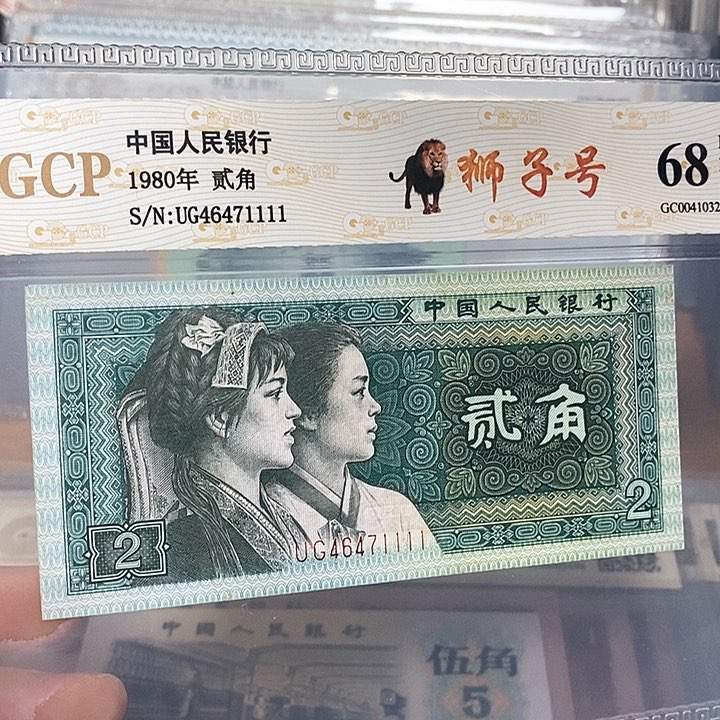 GCP
中国人民银行
1980年 贰角
S/N:UG46471111
狮子号
68
GC0041032
中国人民银行
贰角
2
2
UG46471111
中国人民银行
伍角
5